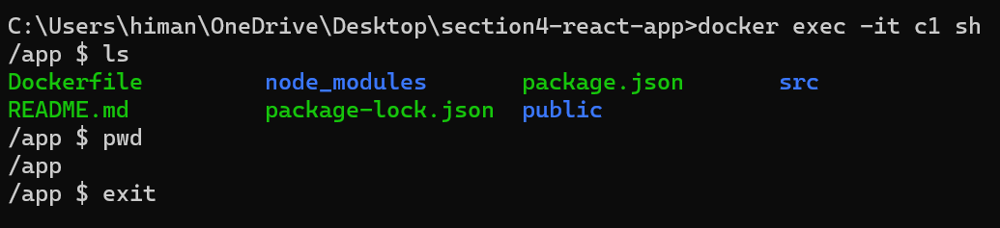 C:\Users\himan\OneDrive\Desktop\section4-react-app>docker exec -it c1 sh
/app $ ls
Dockerfile         node_modules       package.json       src
README.md          package-lock.json  public
/app $ pwd
/app
/app $ exit